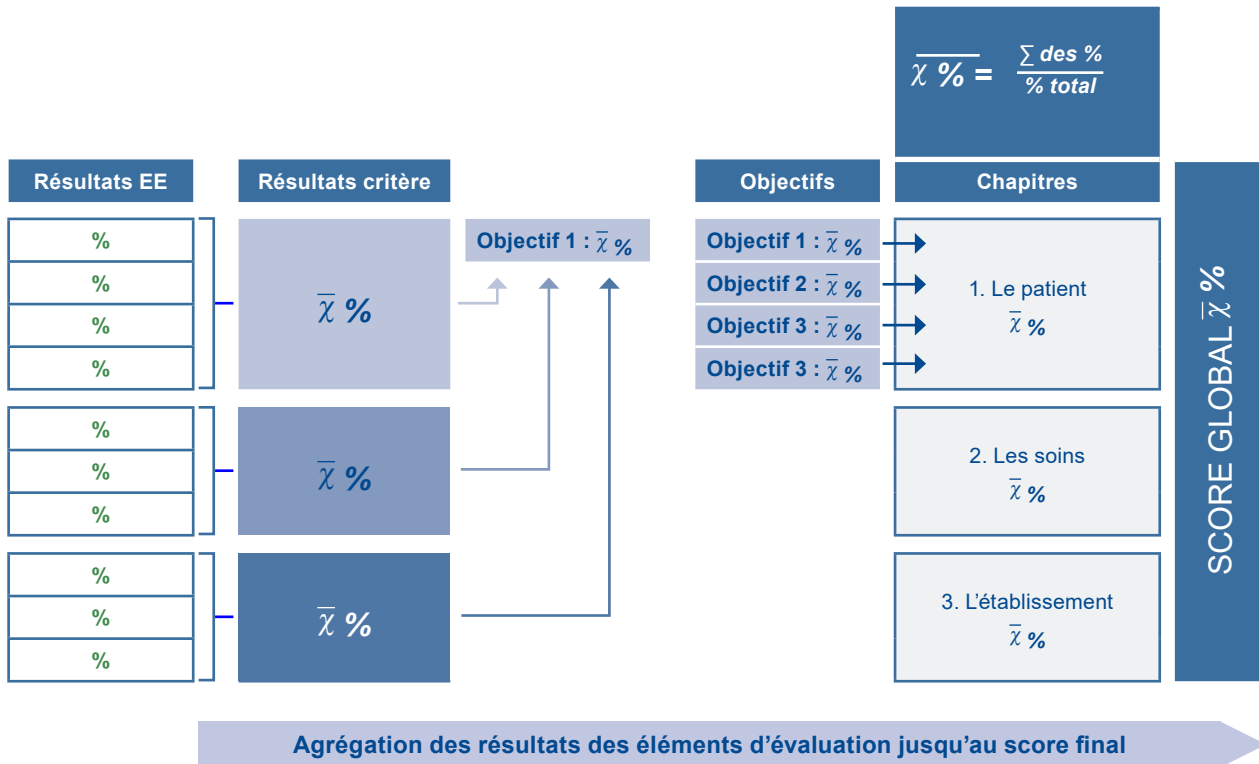 χ̅ % = ∑ des % / % total
Résultats EE
Résultats critère
Objectifs
Chapitres
%
%
%
%
χ̅ %
Objectif 1 : χ̅ %
Objectif 1 : χ̅ %
Objectif 2 : χ̅ %
Objectif 3 : χ̅ %
Objectif 3 : χ̅ %
1. Le patient
χ̅ %
%
%
%
χ̅ %
2. Les soins
χ̅ %
%
%
%
χ̅ %
3. L'établissement
χ̅ %
SCORE GLOBAL χ̅ %
Agrégation des résultats des éléments d'évaluation jusqu'au score final